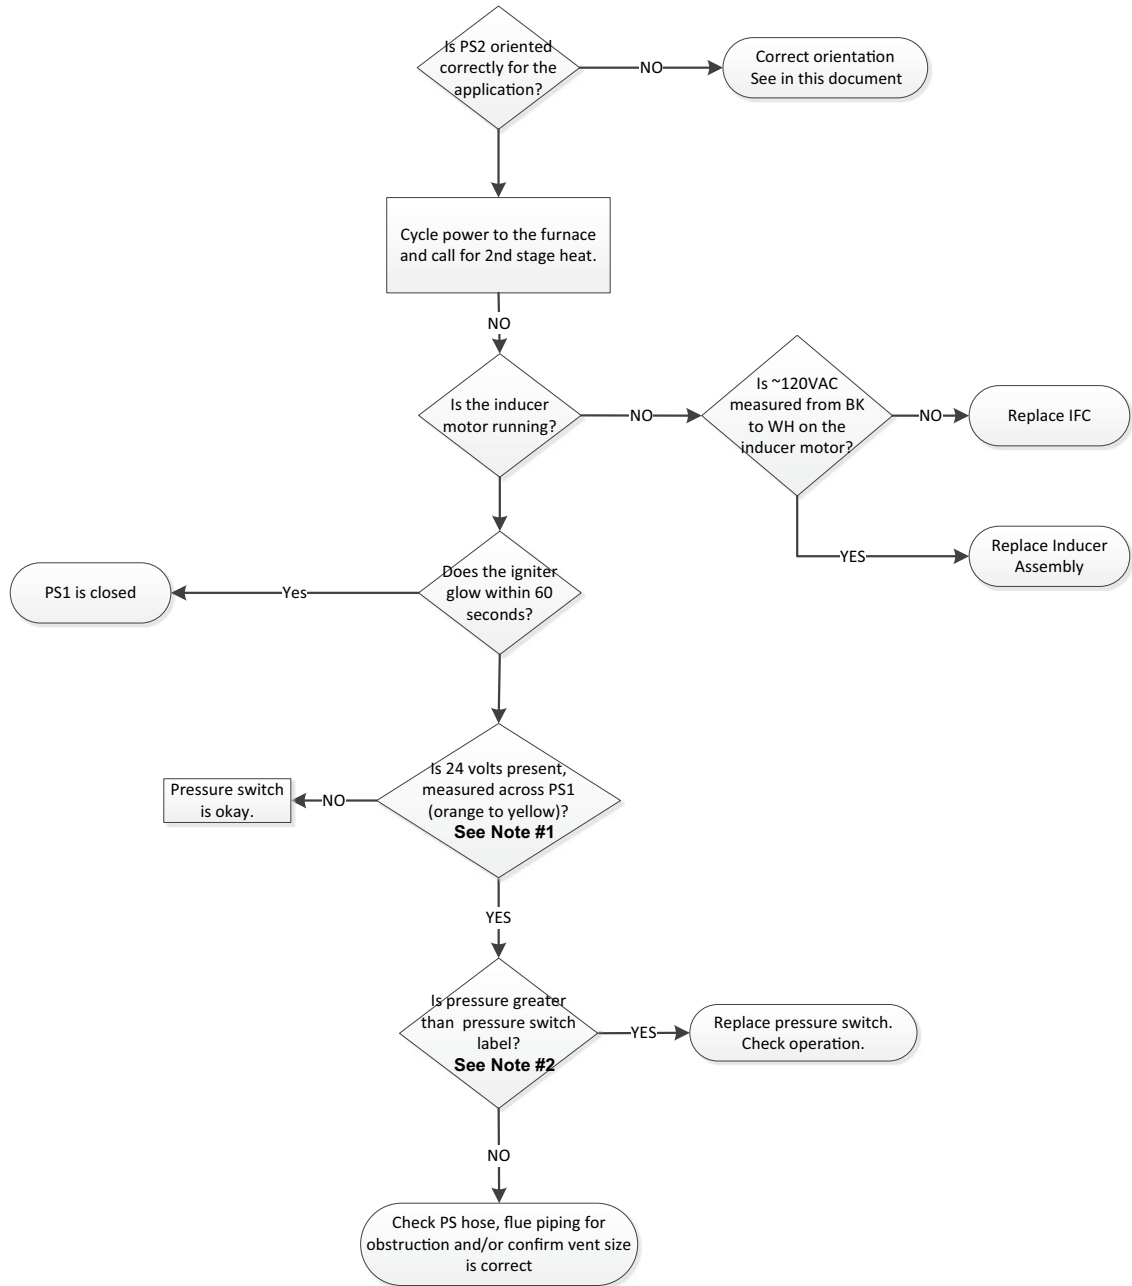 Is PS2 oriented
correctly for the
application?
NO
Correct orientation
See in this document
Cycle power to the furnace
and call for 2nd stage heat.
NO
Is the inducer
motor running?
NO
Is ~120VAC
measured from BK
to WH on the
inducer motor?
NO
Replace IFC
YES
Replace Inducer
Assembly
Does the igniter
glow within 60
seconds?
Yes
PS1 is closed
Is 24 volts present,
measured across PS1
(orange to yellow)?
See Note #1
NO
Pressure switch
is okay.
YES
Is pressure greater
than pressure switch
label?
See Note #2
YES
Replace pressure switch.
Check operation.
NO
Check PS hose, flue piping for
obstruction and/or confirm vent size
is correct